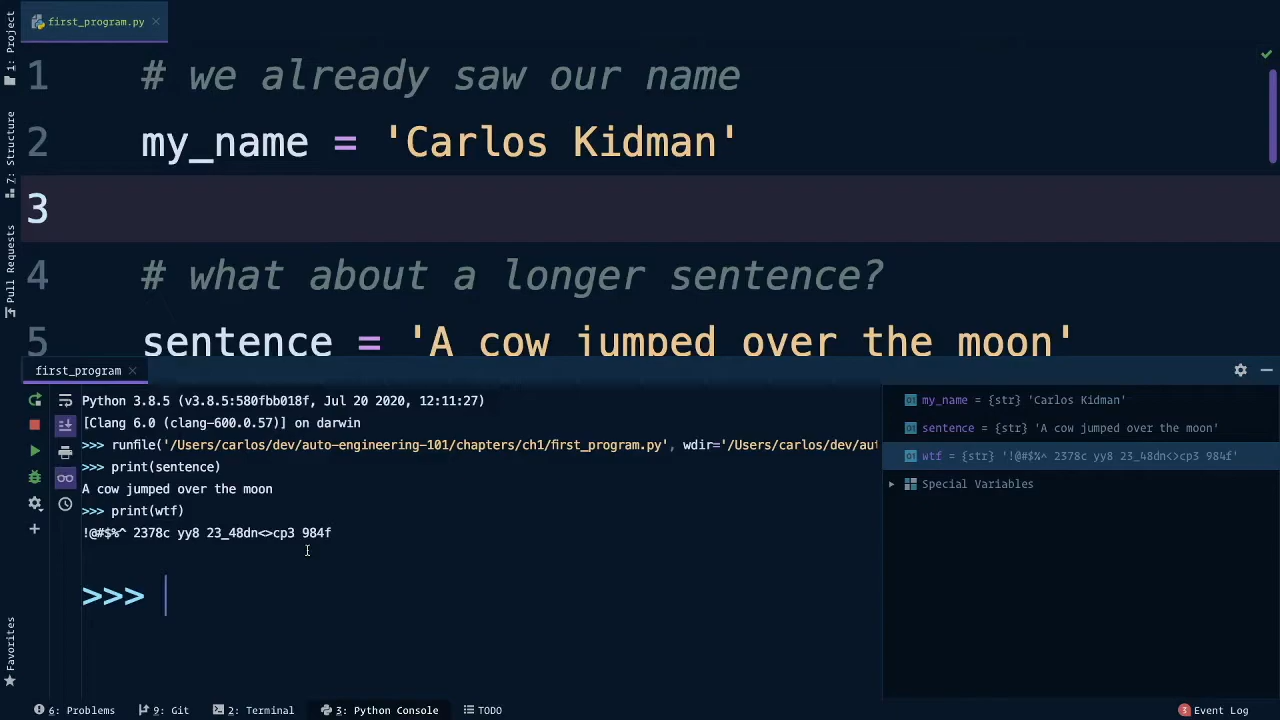 first_program.py
1: Project
7: Structure
Pull Requests
Favorites
1 # we already saw our name
2 my_name = 'Carlos Kidman'
3
4 # what about a longer sentence?
5 sentence = 'A cow jumped over the moon'
first_program
Python 3.8.5 (v3.8.5:580fbb018f, Jul 20 2020, 12:11:27)
[Clang 6.0 (clang-600.0.57)] on darwin
>>> runfile('/Users/carlos/dev/auto-engineering-101/chapters/ch1/first_program.py', wdir='/Users/carlos/dev/aut
>>> print(sentence)
A cow jumped over the moon
>>> print(wtf)
!@#$%^ 2378c yy8 23_48dn<>cp3 984f
>>>
my_name = {str} 'Carlos Kidman'
sentence = {str} 'A cow jumped over the moon'
wtf = {str} '!@#$%^ 2378c yy8 23_48dn<>cp3 984f'
Special Variables
6: Problems 9: Git 2: Terminal 3: Python Console TODO 3 Event Log